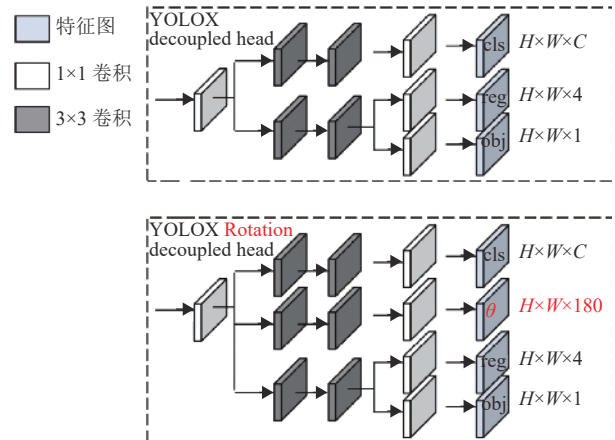 特征图
1×1 卷积
3×3 卷积
YOLOX
decoupled head
cls
H×W×C
reg
H×W×4
obj
H×W×1
YOLOX Rotation
decoupled head
cls
H×W×C
θ
H×W×180
reg
H×W×4
obj
H×W×1